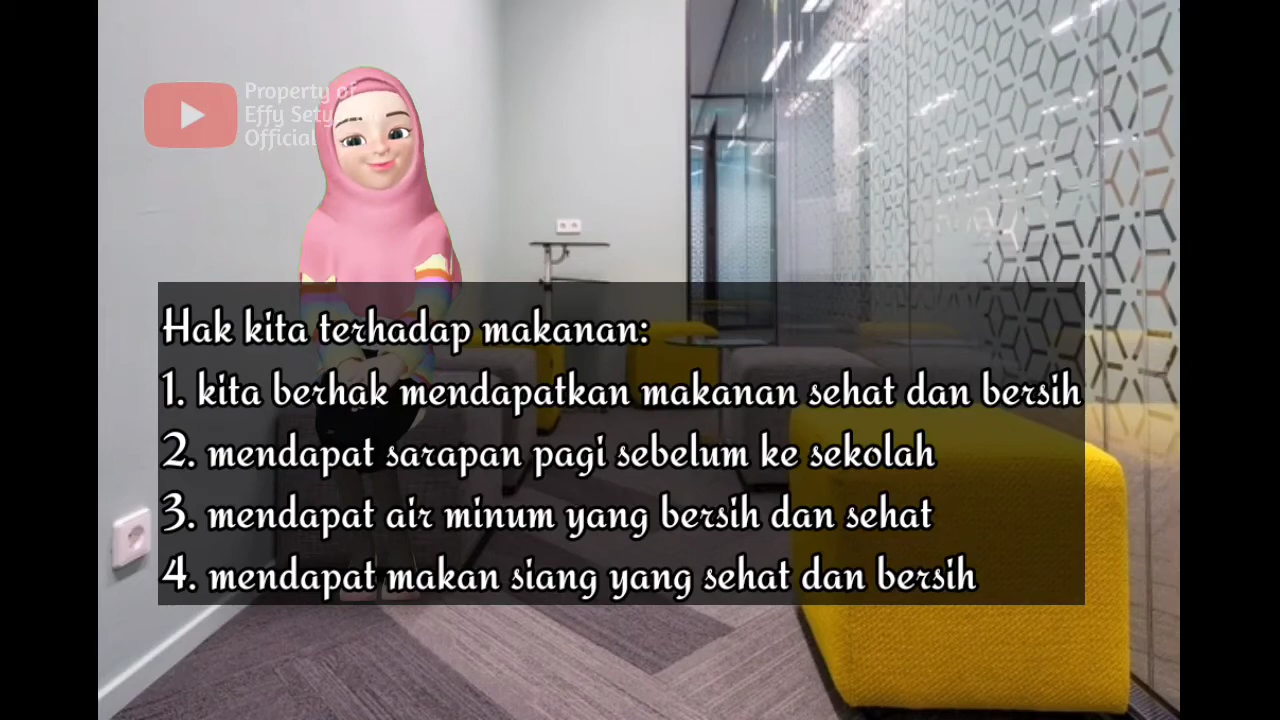 Property of
Effy
Official
Hak kita terhadap makanan:
1. kita berhak mendapatkan makanan sehat dan bersih
2. mendapat sarapan pagi sebelum ke sekolah
3. mendapat air minum yang bersih dan sehat
4. mendapat makan siang yang sehat dan bersih